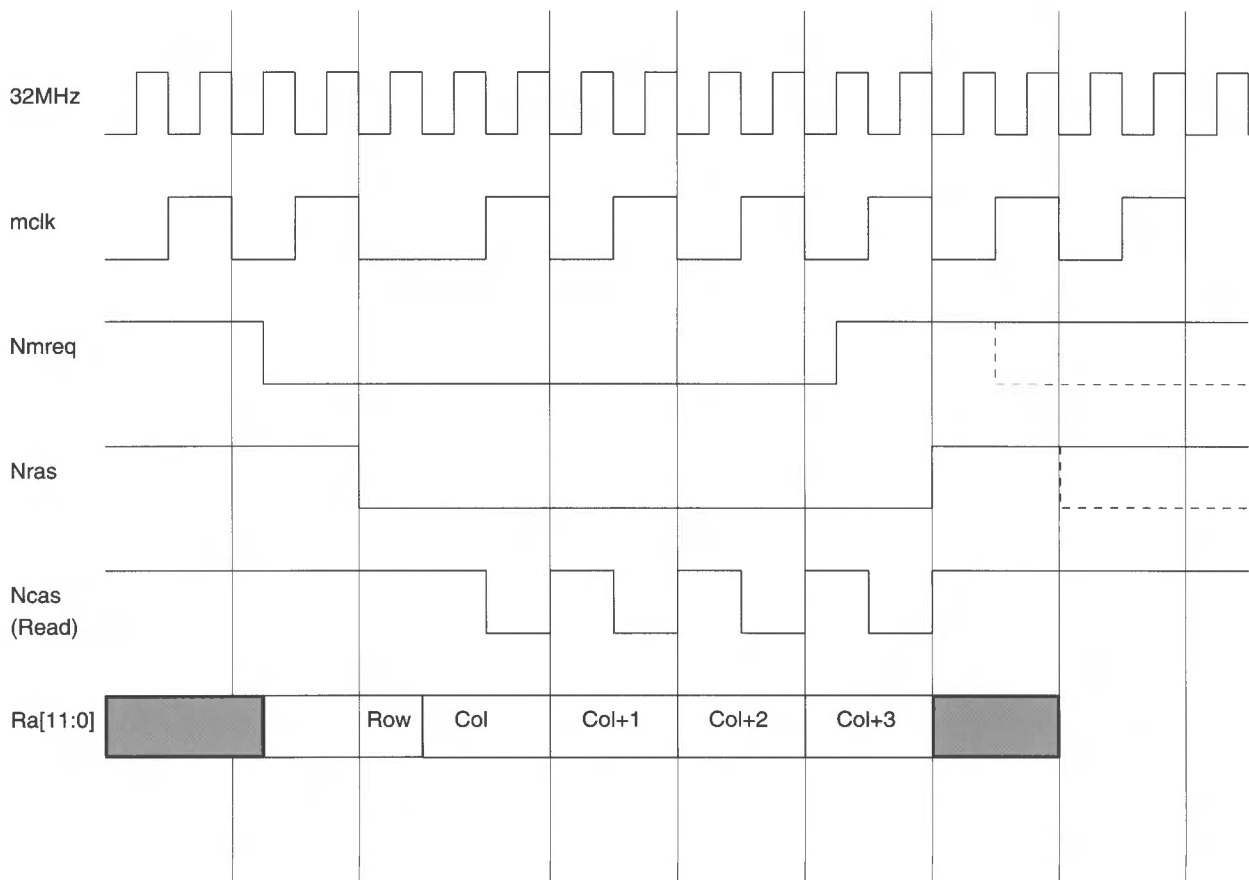 32MHz
mclk
Nmreq
Nras
Ncas
(Read)
Ra[11:0]
Row
Col
Col+1
Col+2
Col+3